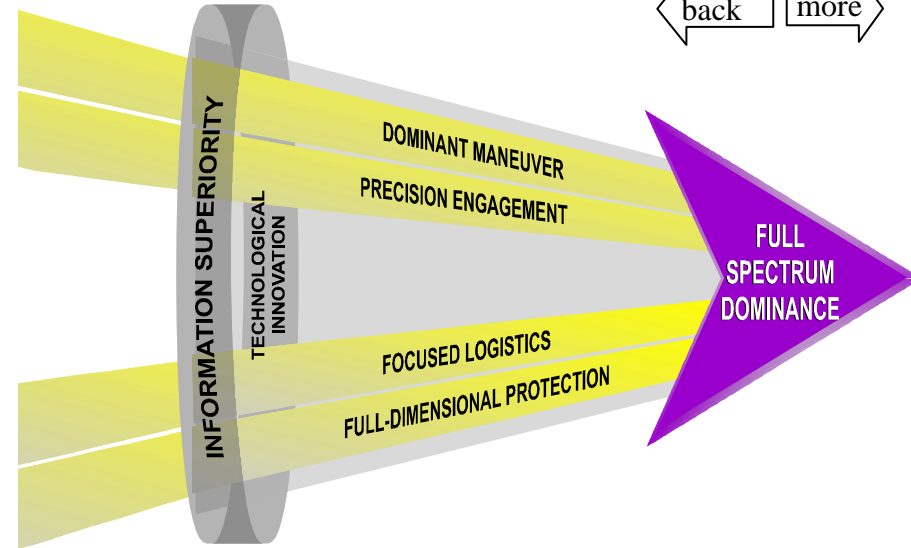 back
more
INFORMATION SUPERIORITY
TECHNOLOGICAL
INNOVATION
DOMINANT MANEUVER
PRECISION ENGAGEMENT
FOCUSED LOGISTICS
FULL-DIMENSIONAL PROTECTION
FULL
SPECTRUM
DOMINANCE